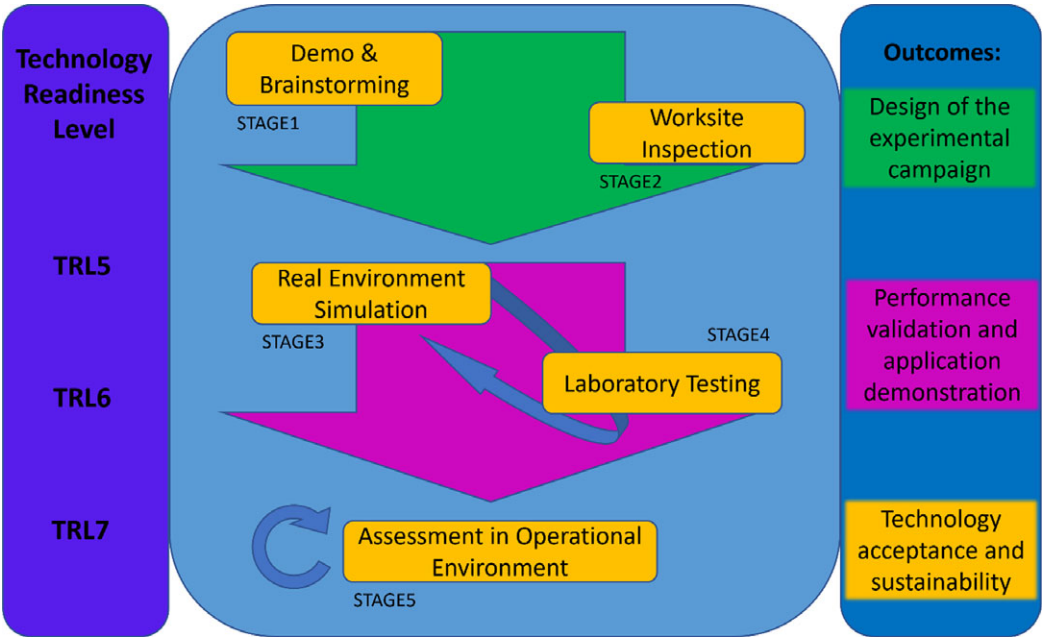 Technology
Readiness
Level
TRL5
TRL6
TRL7
Demo &
Brainstorming
STAGE1
Worksite
Inspection
STAGE2
Real Environment
Simulation
STAGE3
STAGE4
Laboratory Testing
Assessment in Operational
Environment
STAGE5
Outcomes:
Design of the
experimental
campaign
Performance
validation and
application
demonstration
Technology
acceptance and
sustainability